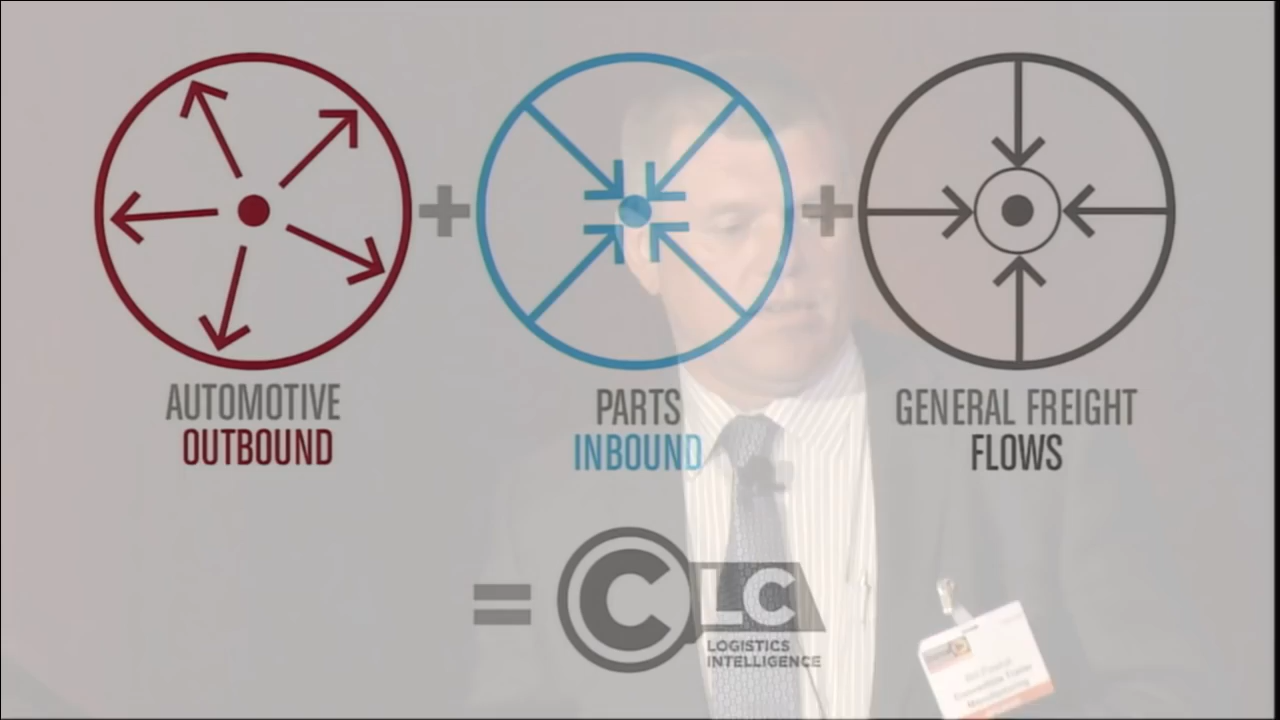 AUTOMOTIVE
OUTBOUND
+
PARTS
INBOUND
+
GENERAL FREIGHT
FLOWS
=
CLC
LOGISTICS
INTELLIGENCE